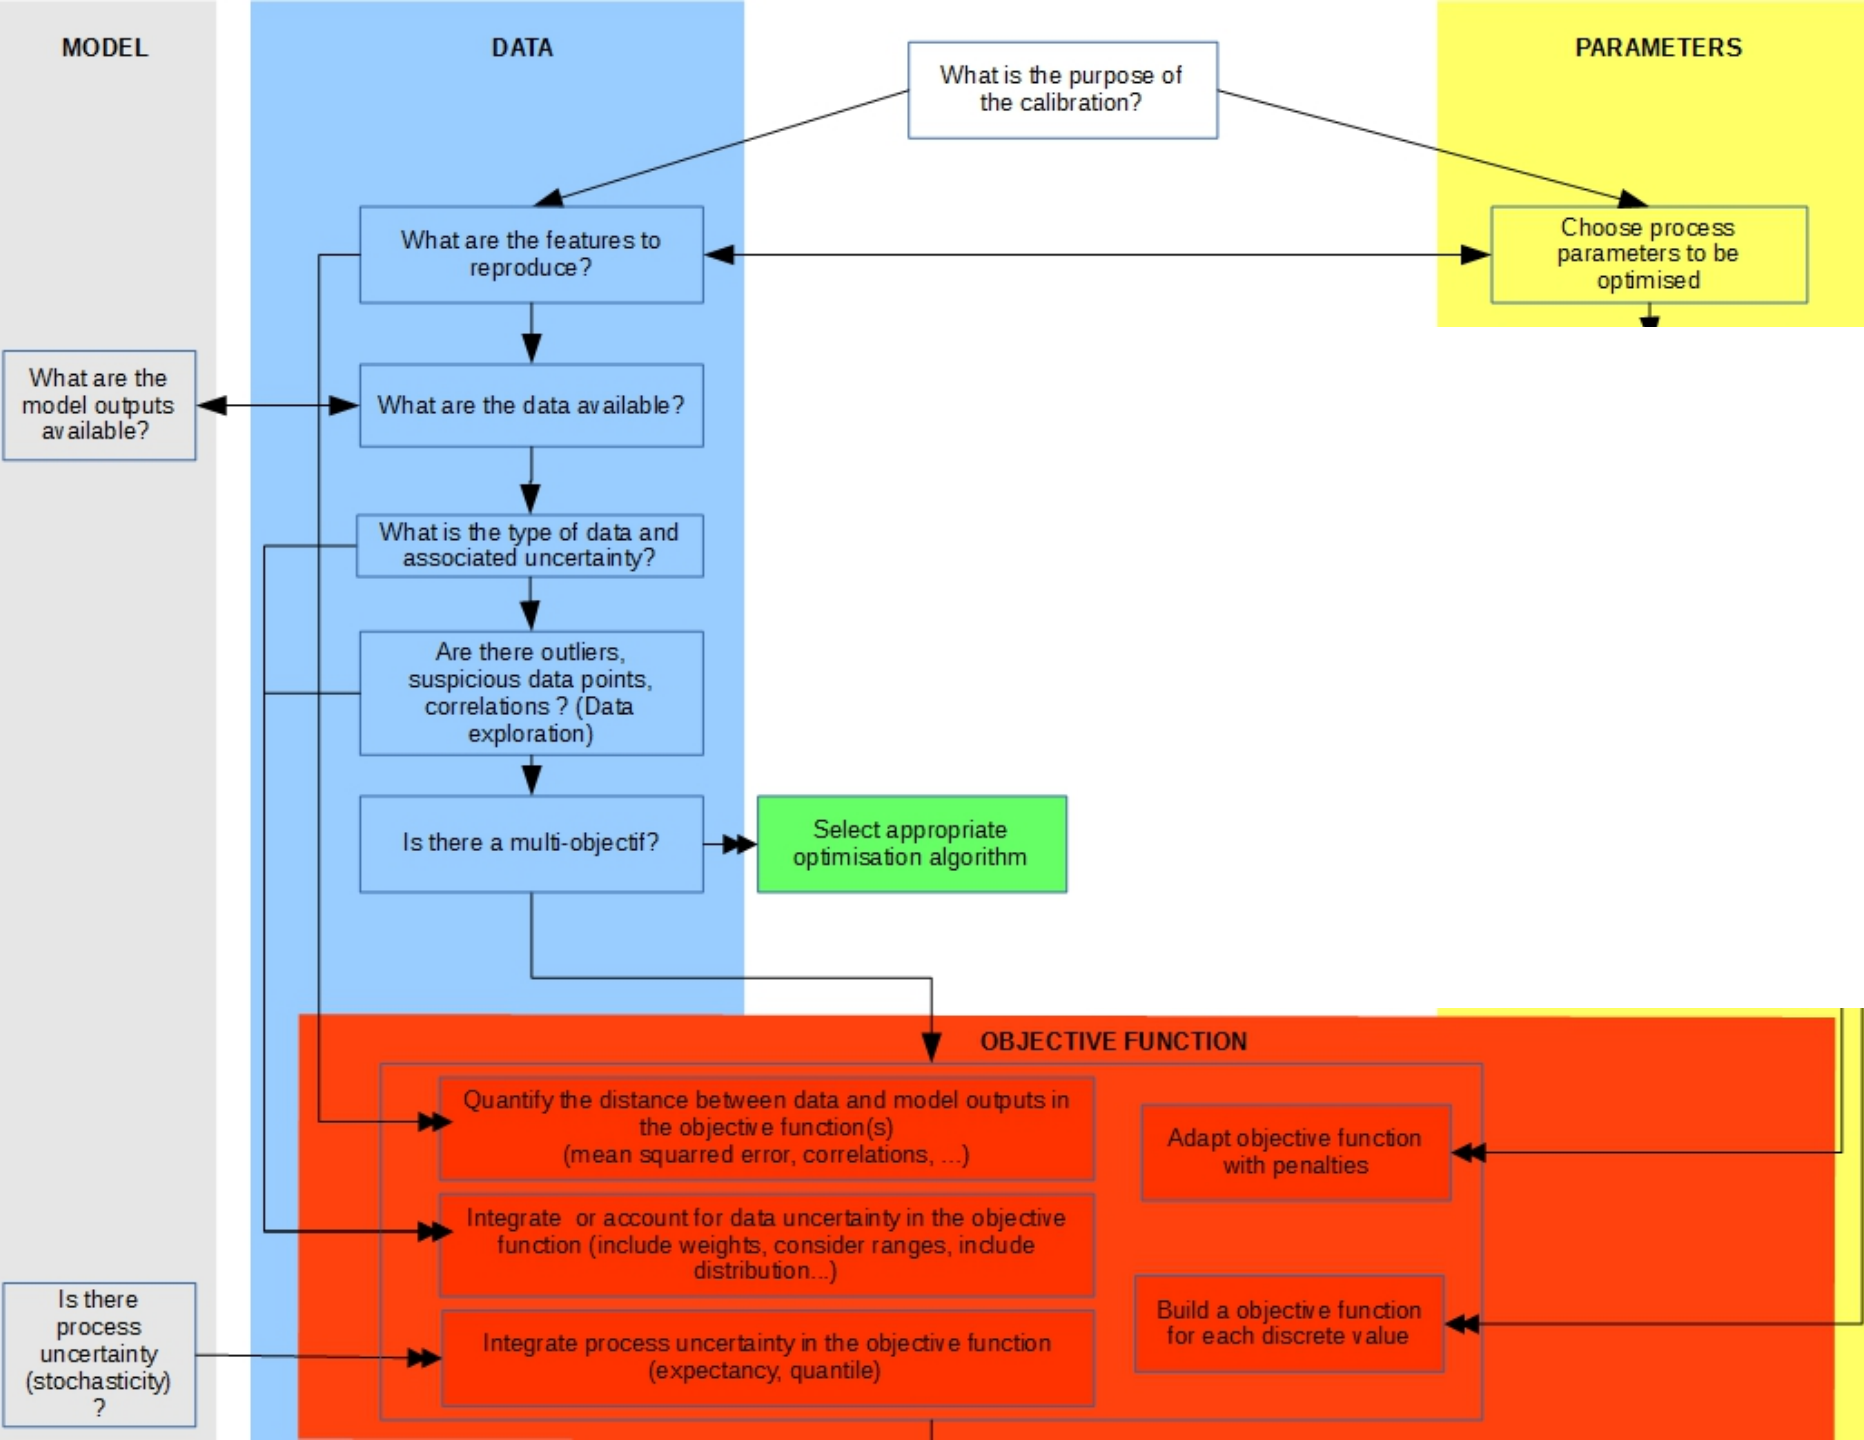 MODEL
DATA
PARAMETERS
What is the purpose of
the calibration?
What are the features to
reproduce?
Choose process
parameters to be
optimised
What are the
model outputs
available?
What are the data available?
What is the type of data and
associated uncertainty?
Are there outliers,
suspicious data points,
correlations ? (Data
exploration)
Is there a multi-objectif?
Select appropriate
optimisation algorithm
OBJECTIVE FUNCTION
Quantify the distance between data and model outputs in
the objective function(s)
(mean squarred error, correlations, ...)
Adapt objective function
with penalties
Integrate  or account for data uncertainty in the objective
function (include weights, consider ranges, include
distribution...)
Build a objective function
for each discrete value
Is there
process
uncertainty
(stochasticity)
?
Integrate process uncertainty in the objective function
(expectancy, quantile)